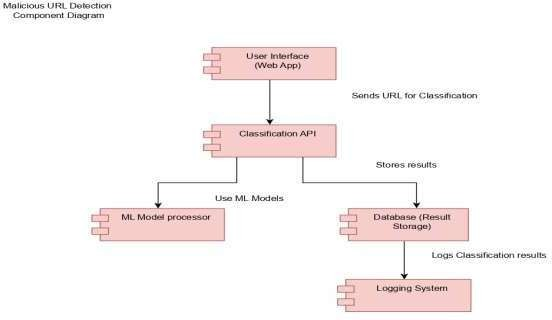 Malicious URL Detection
Component Diagram
User Interface
(Web App)
Sends URL for Classification
Classification API
Stores results
Use ML Models
ML Model processor
Database (Result
Storage)
Logs Classification results
Logging System